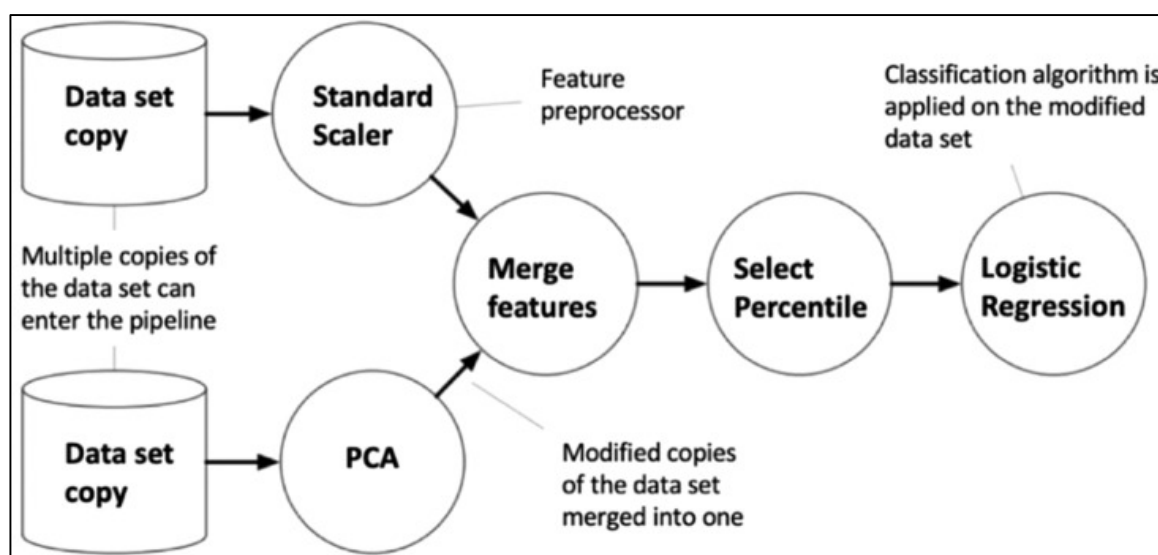 Data set
copy
Standard
Scaler
Feature
preprocessor
Classification algorithm is
applied on the modified
data set
Multiple copies of
the data set can
enter the pipeline
Merge
features
Select
Percentile
Logistic
Regression
Data set
copy
PCA
Modified copies
of the data set
merged into one